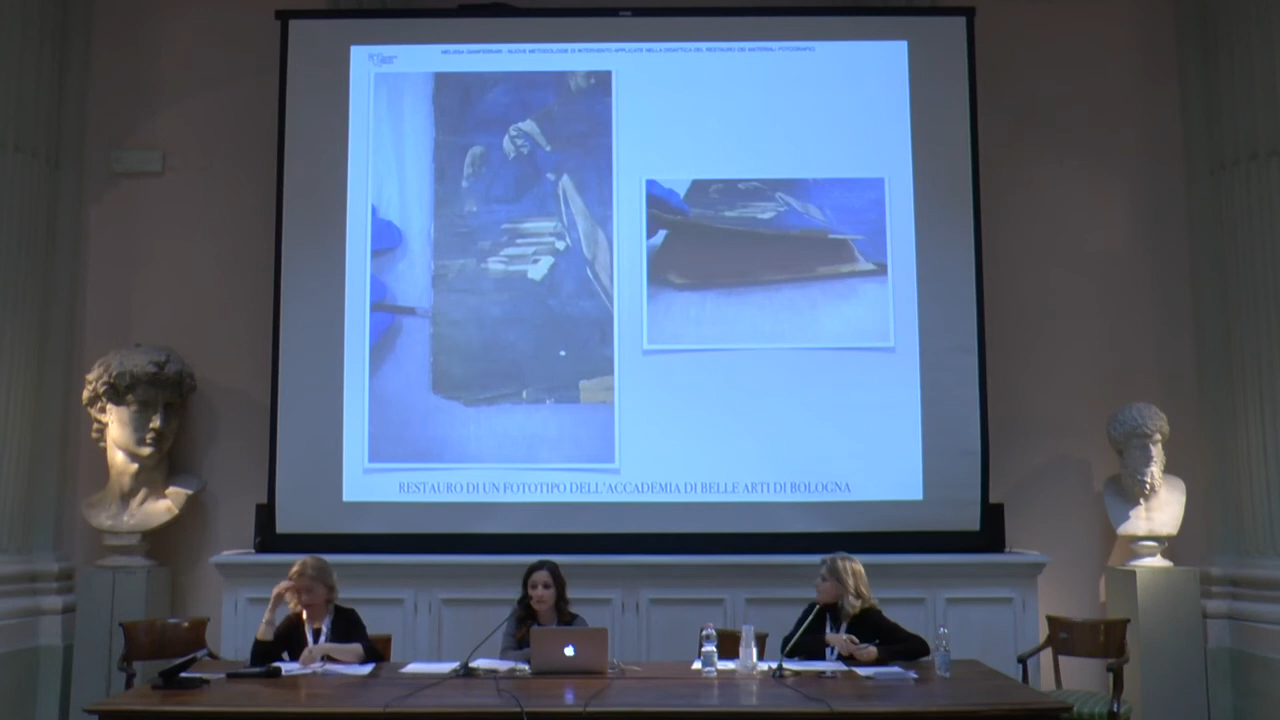 MELISSA GIANFERRARI - NUOVE METODOLOGIE DI INTERVENTO APPLICATE NELLA DIDATTICA DEL RESTAURO DEI MATERIALI FOTOGRAFICI
RESTAURO DI UN FOTOTIPO DELL'ACCADEMIA DI BELLE ARTI DI BOLOGNA